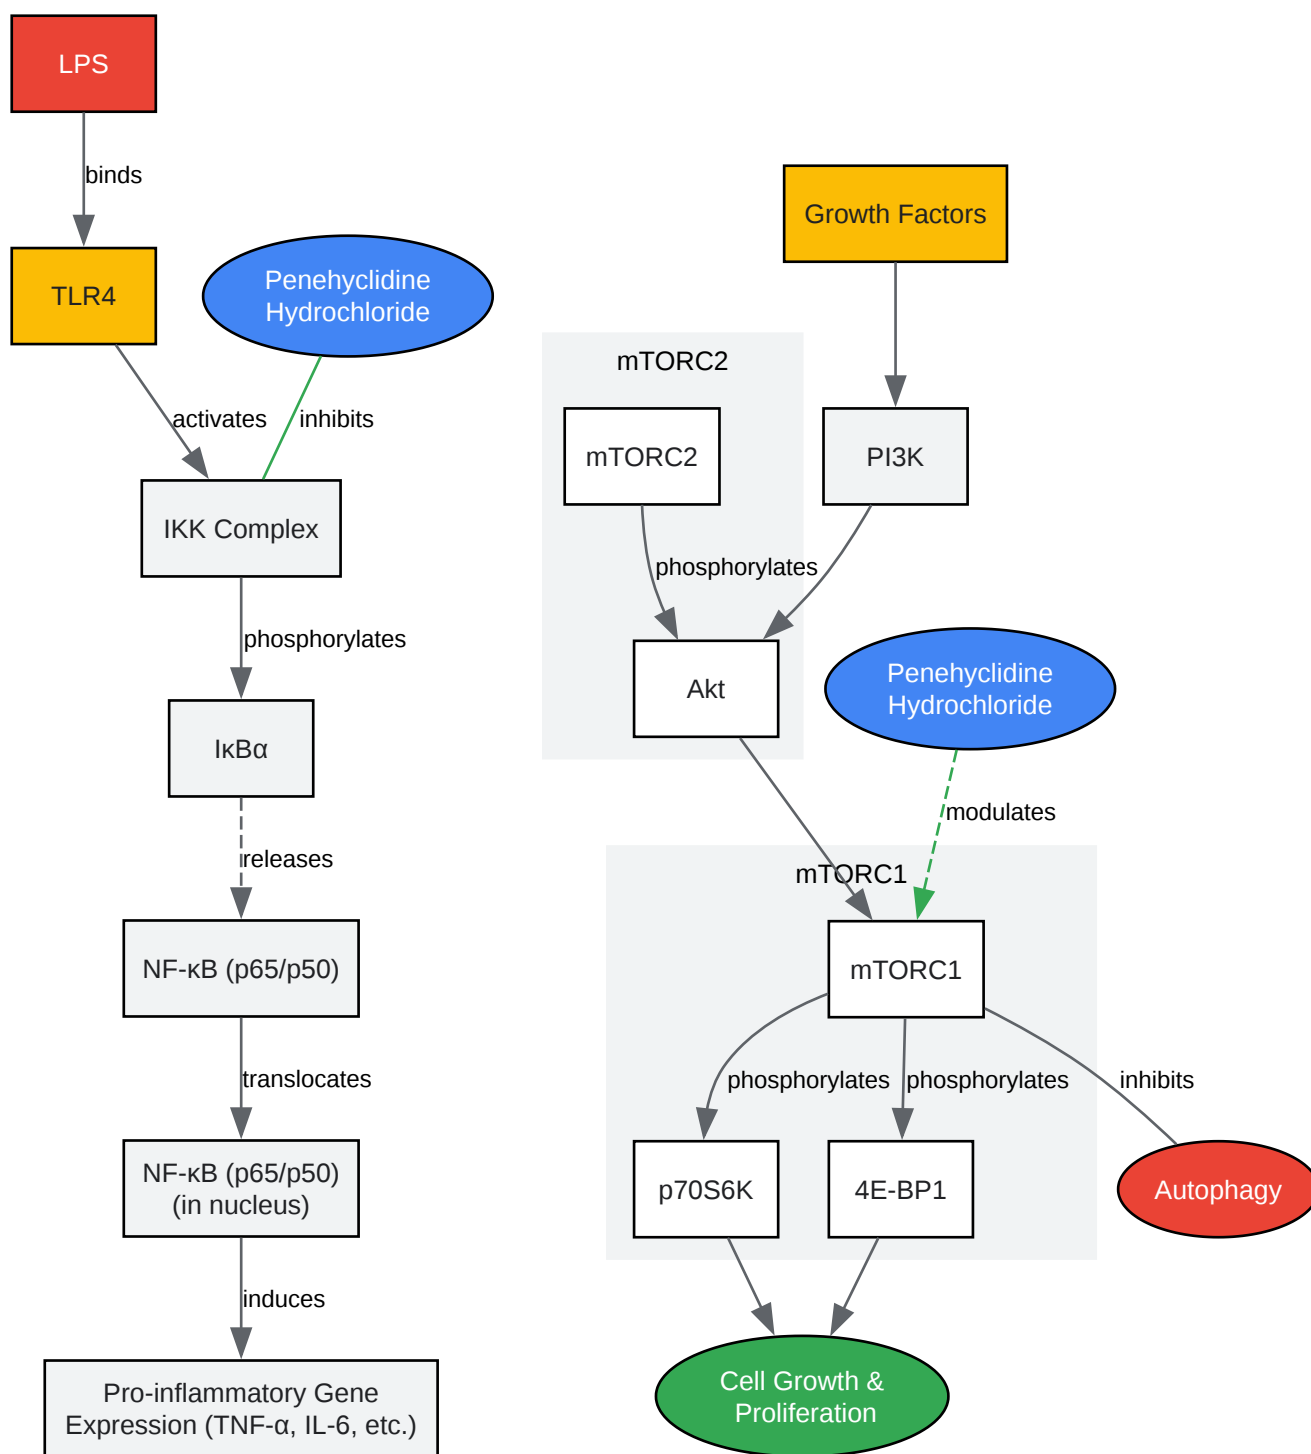 LPS
binds
TLR4
Penehyclidine
Hydrochloride
activates
inhibits
IKK Complex
phosphorylates
IκBα
releases
NF-κB (p65/p50)
translocates
NF-κB (p65/p50)
(in nucleus)
induces
Pro-inflammatory Gene
Expression (TNF-α, IL-6, etc.)
Growth Factors
mTORC2
mTORC2
PI3K
phosphorylates
Akt
Penehyclidine
Hydrochloride
modulates
mTORC1
mTORC1
phosphorylates
phosphorylates
inhibits
p70S6K
4E-BP1
Autophagy
Cell Growth &
Proliferation